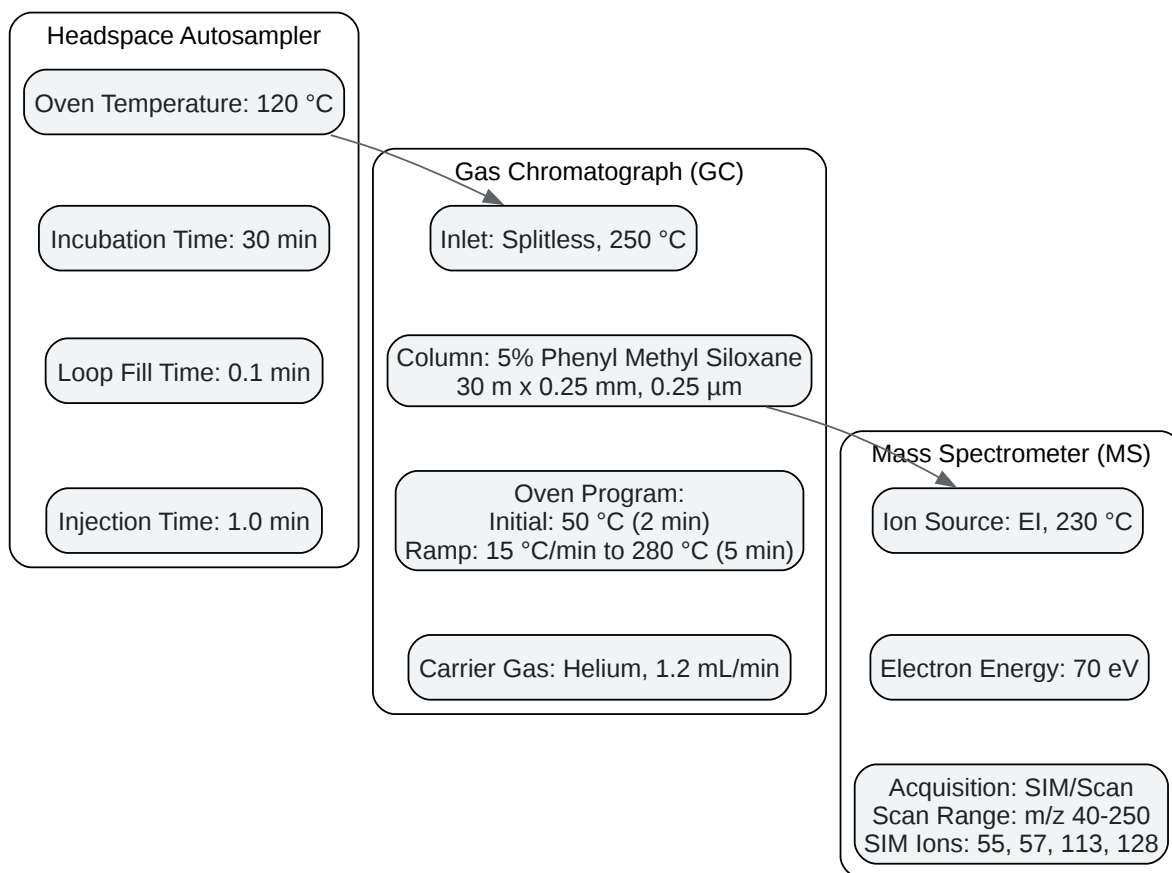 Headspace Autosampler
Oven Temperature: 120 °C
Incubation Time: 30 min
Loop Fill Time: 0.1 min
Injection Time: 1.0 min
Gas Chromatograph (GC)
Inlet: Splitless, 250 °C
Column: 5% Phenyl Methyl Siloxane
30 m x 0.25 mm, 0.25 µm
Oven Program:
Initial: 50 °C (2 min)
Ramp: 15 °C/min to 280 °C (5 min)
Carrier Gas: Helium, 1.2 mL/min
Mass Spectrometer (MS)
Ion Source: EI, 230 °C
Electron Energy: 70 eV
Acquisition: SIM/Scan
Scan Range: m/z 40-250
SIM Ions: 55, 57, 113, 128